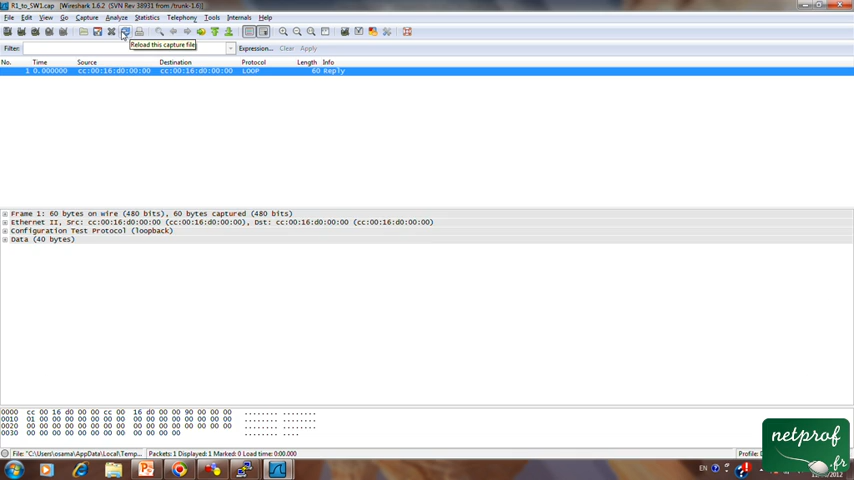 R1_to_SW1.cap [Wireshark 1.6.2 (SVN Rev 38931 from /trunk-1.6)]
File Edit View Go Capture Analyze Statistics Telephony Tools Internals Help
Reload this capture file
Filter: Expression... Clear Apply
No. Time Source Destination Protocol Length Info
1 0.000000 cc:00:16:d0:00:00 cc:00:16:d0:00:00 LOOP 60 Reply
Frame 1: 60 bytes on wire (480 bits), 60 bytes captured (480 bits)
Ethernet II, Src: cc:00:16:d0:00:00 (cc:00:16:d0:00:00), Dst: cc:00:16:d0:00:00 (cc:00:16:d0:00:00)
Configuration Test Protocol (loopback)
Data (40 bytes)
0000 cc 00 16 d0 00 00 cc 00 16 d0 00 00 90 00 00 00 ........ ........
0010 01 00 00 00 00 00 00 00 00 00 00 00 00 00 00 00 ........ ........
0020 00 00 00 00 00 00 00 00 00 00 00 00 00 00 00 00 ........ ........
0030 00 00 00 00 00 00 00 00 00 00 00 00 ........ ....
File: "C:\Users\osama\AppData\Local\Temp... Packets: 1 Displayed: 1 Marked: 0 Load time: 0:00.000 Profile: D
EN
netprof
.fr